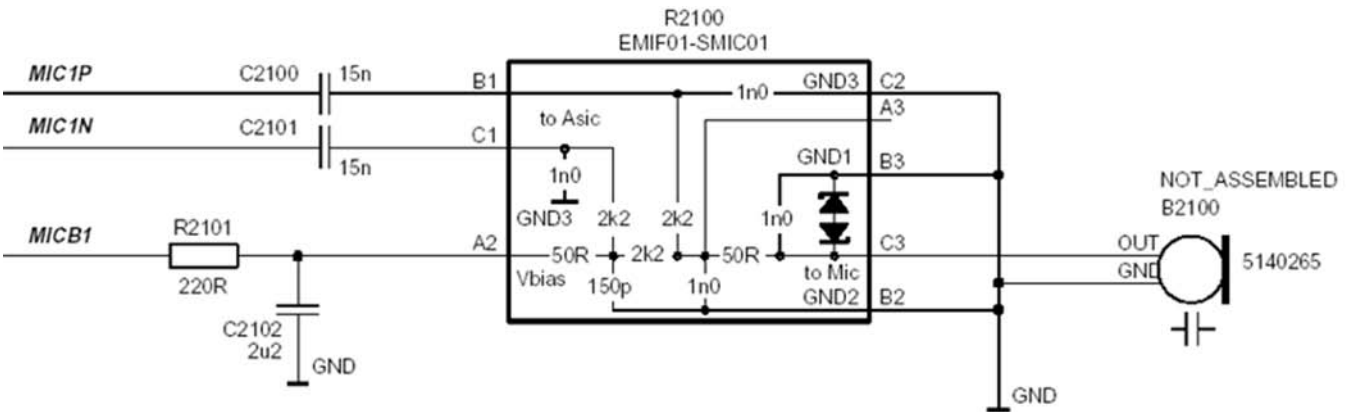 R2100
EMIF01-SMIC01
MIC1P
C2100
15n
B1
1n0
GND3
C2
A3
MIC1N
C2101
15n
C1
to Asic
1n0
GND3
GND1
B3
NOT_ASSEMBLED
B2100
2k2
2k2
1n0
MICB1
R2101
220R
A2
50R
2k2
50R
C3
OUT
GND
5140265
Vbias
150p
1n0
to Mic
GND2
B2
C2102
2u2
GND
GND